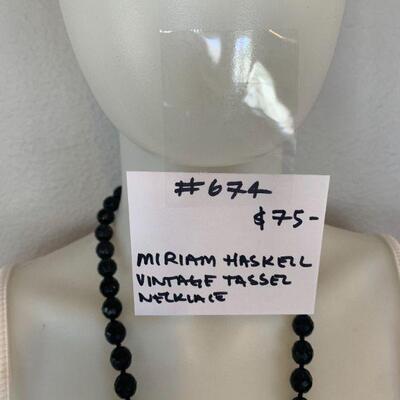 #674
$75-
MIRIAM HASKELL
VINTAGE TASSEL
NECKLACE